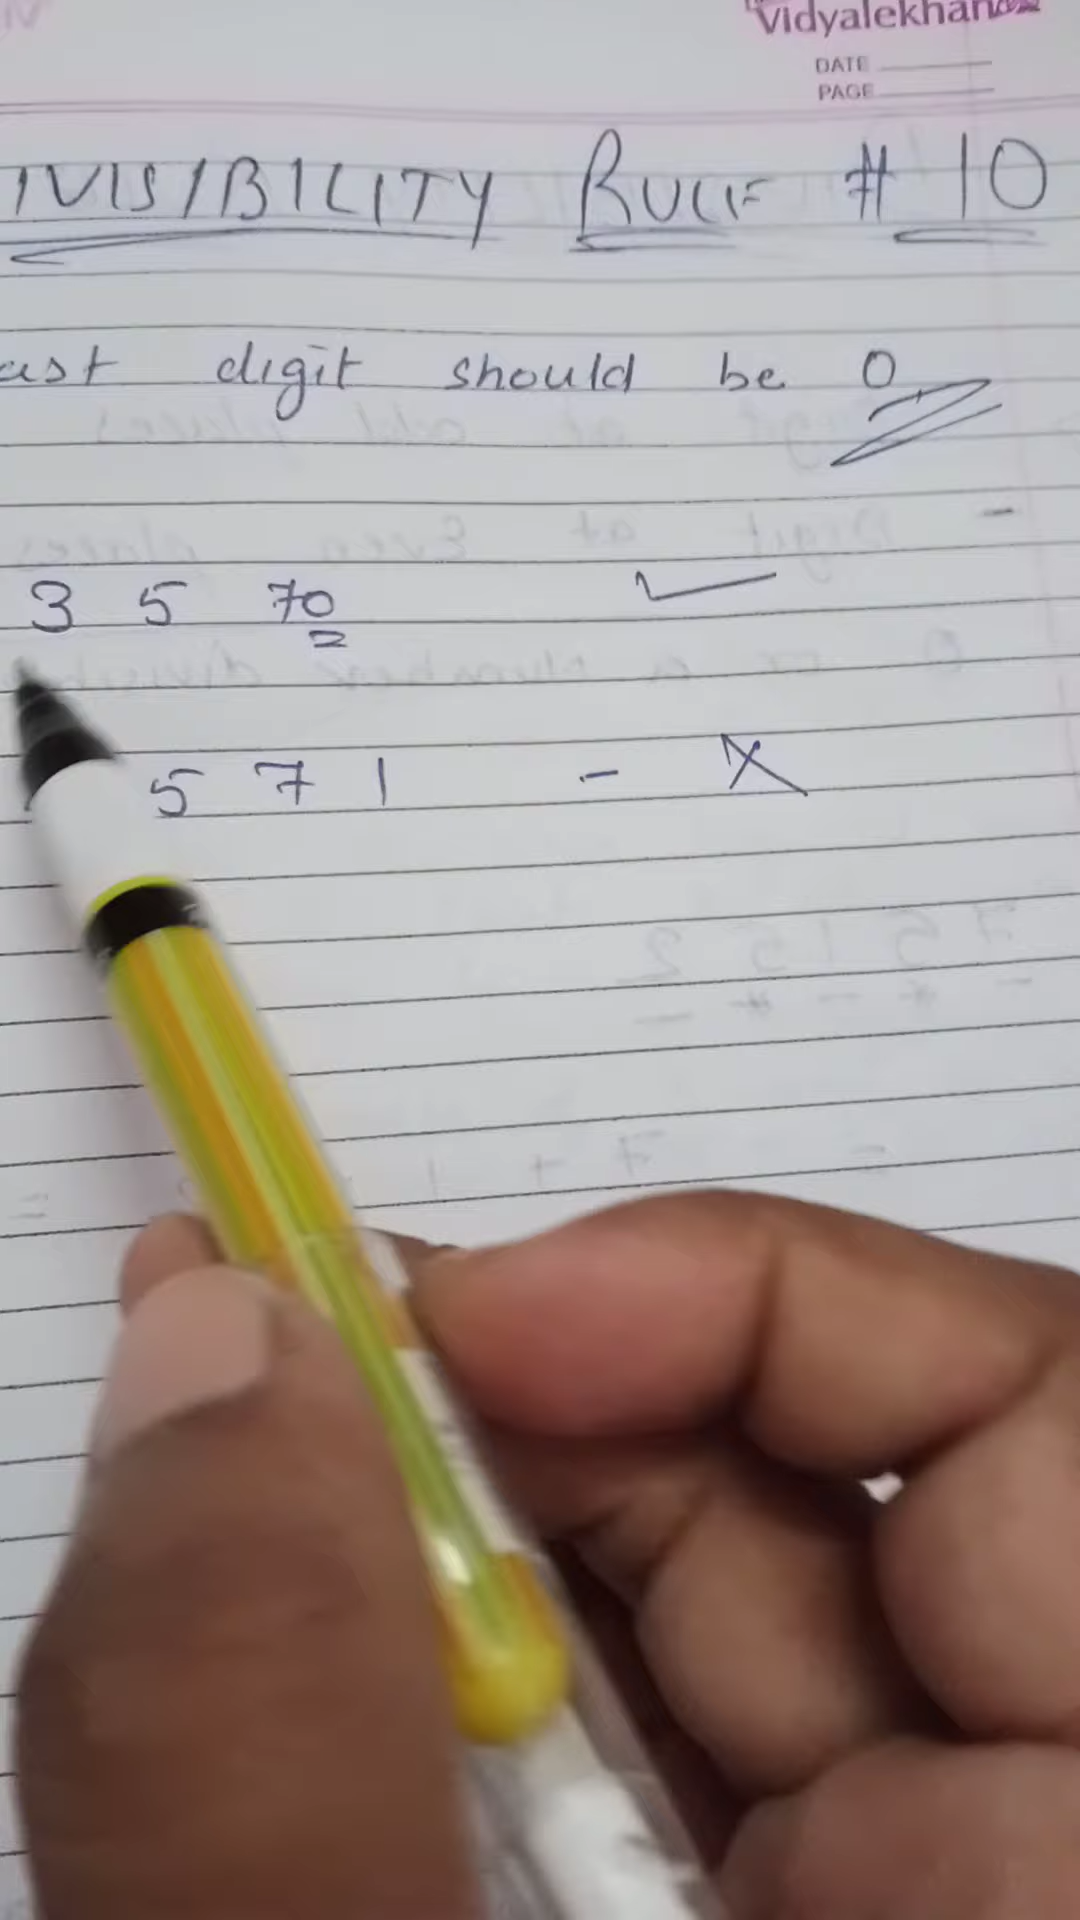 Vidyalekhan
DATE
PAGE
IVISIBILITY RULE # 10
ast digit should be 0
3 5 70
5 7 1 - X